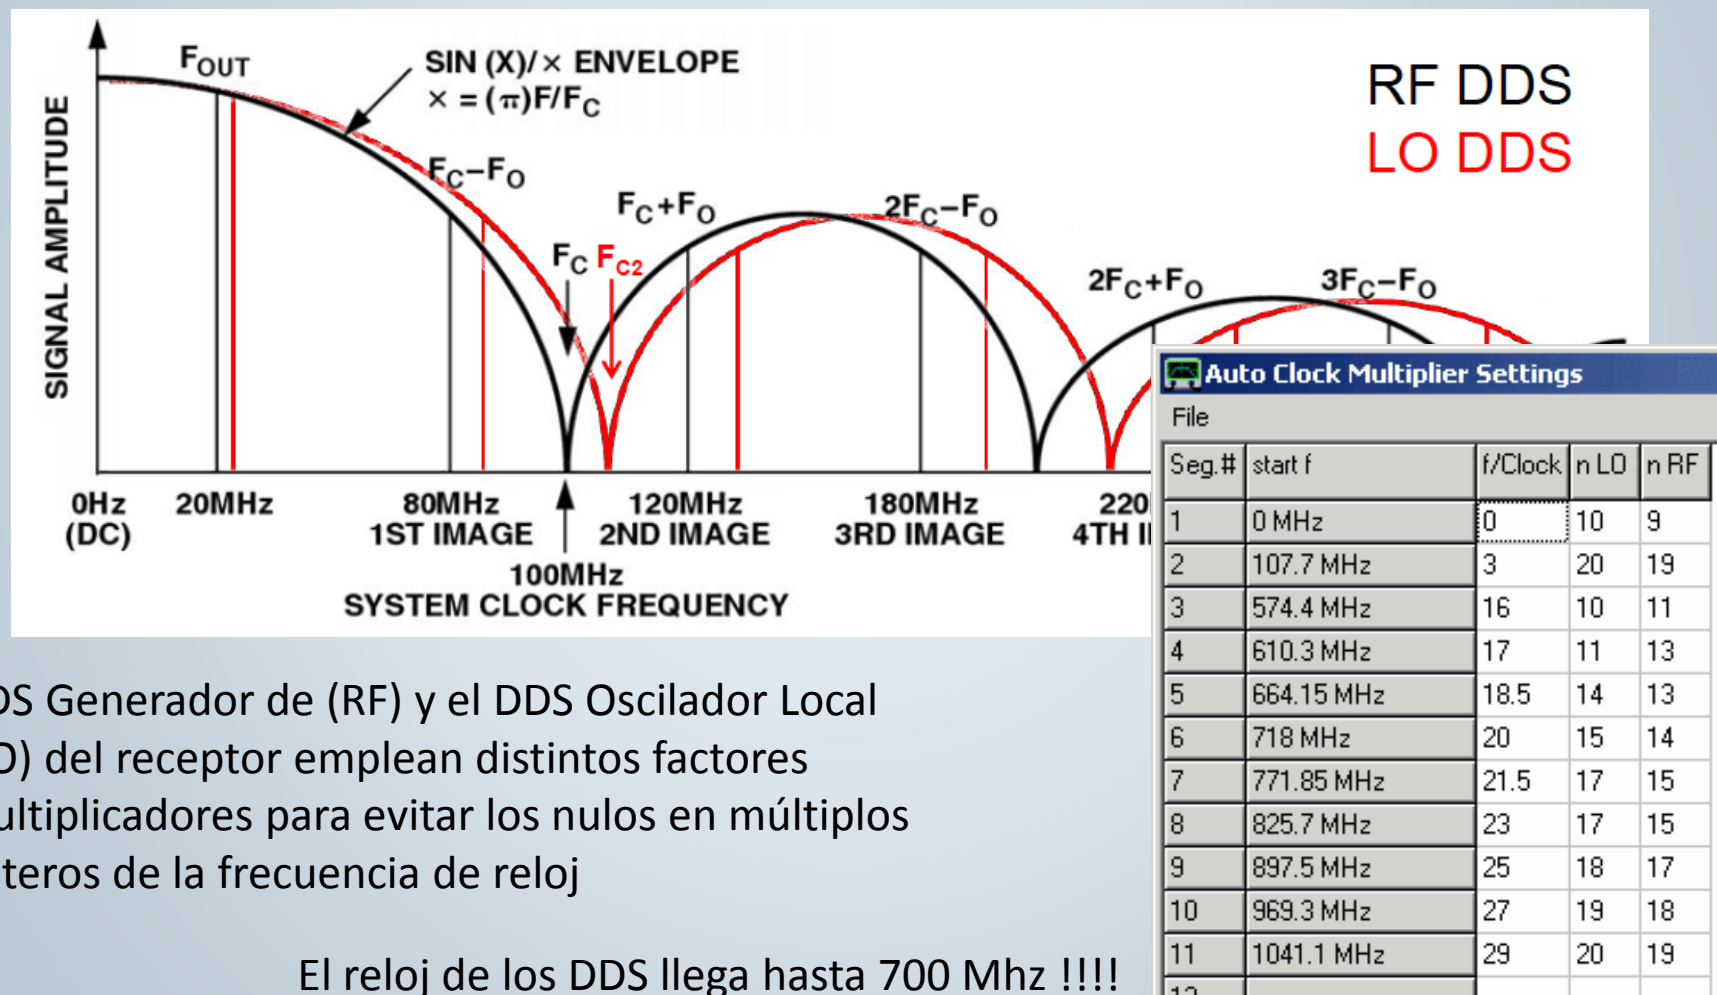 RF DDS
LO DDS
SIGNAL AMPLITUDE
FOUT
SIN (X)/× ENVELOPE
× = (π)F/FC
FC–FO
FC+FO
2FC–FO
FC FC2
2FC+FO
3FC–FO
0Hz 20MHz 80MHz 120MHz 180MHz 220
(DC) 1ST IMAGE 2ND IMAGE 3RD IMAGE 4TH
100MHz
SYSTEM CLOCK FREQUENCY
Auto Clock Multiplier Settings
File
Seg.# start f f/Clock n LO n RF
1 0 MHz 0 10 9
2 107.7 MHz 3 20 19
3 574.4 MHz 16 10 11
4 610.3 MHz 17 11 13
5 664.15 MHz 18.5 14 13
6 718 MHz 20 15 14
7 771.85 MHz 21.5 17 15
8 825.7 MHz 23 17 15
9 897.5 MHz 25 18 17
10 969.3 MHz 27 19 18
11 1041.1 MHz 29 20 19
12
DS Generador de (RF) y el DDS Oscilador Local
O) del receptor emplean distintos factores
ultiplicadores para evitar los nulos en múltiplos
teros de la frecuencia de reloj
El reloj de los DDS llega hasta 700 Mhz !!!!